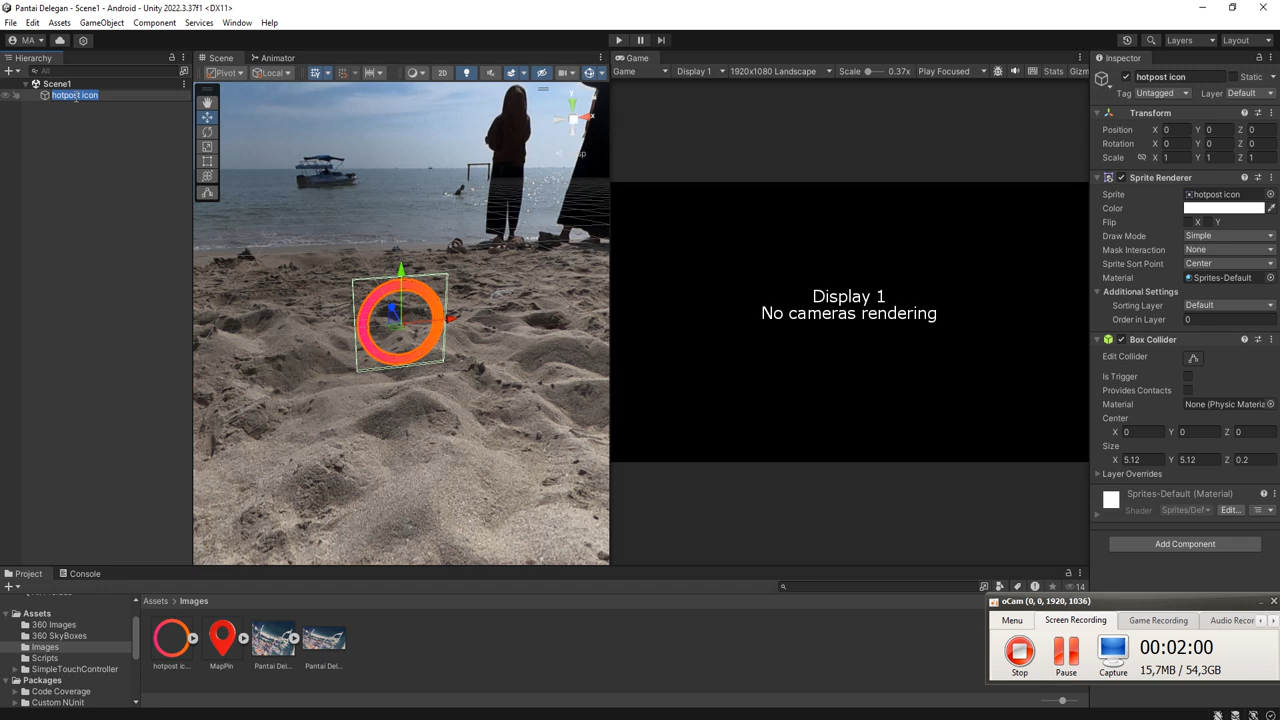 Pantai Delegan - Scene1 - Android - Unity 2022.3.37f1 <DX11>
File Edit Assets GameObject Component Services Window Help
MA Layers Layout
Hierarchy Scene Animator Game Inspector
All Pivot Local 2D Game Display 1 1920x1080 Landscape Scale 0.37x Play Focused Stats Gizm
hotpost icon Static
Scene1
hotpost icon
Tag Untagged Layer Default
y
x
Transform
Position X 0 Y 0 Z 0
Rotation X 0 Y 0 Z 0
Scale X 1 Y 1 Z 1
Sprite Renderer
Sprite hotpost icon
Color
Flip X Y
Draw Mode Simple
Mask Interaction None
Sprite Sort Point Center
Material Sprites-Default
Additional Settings
Sorting Layer Default
Order in Layer 0
Display 1
No cameras rendering
Box Collider
Edit Collider
Is Trigger
Provides Contacts
Material None (Physic Materia
Center
X 0 Y 0 Z 0
Size
X 5.12 Y 5.12 Z 0.2
Layer Overrides
Sprites-Default (Material)
Shader Sprites/Def Edit...
Add Component
Project Console
14
Assets > Images
Assets
360 Images
360 SkyBoxes
Images
Scripts
SimpleTouchController
Packages
Code Coverage
Custom NUnit
hotpost ic... MapPin Pantai Del... Pantai Del...
oCam (0, 0, 1920, 1036)
Menu Screen Recording Game Recording Audio Recor
Stop Pause Capture
00:02:00
15,7MB / 54,3GB